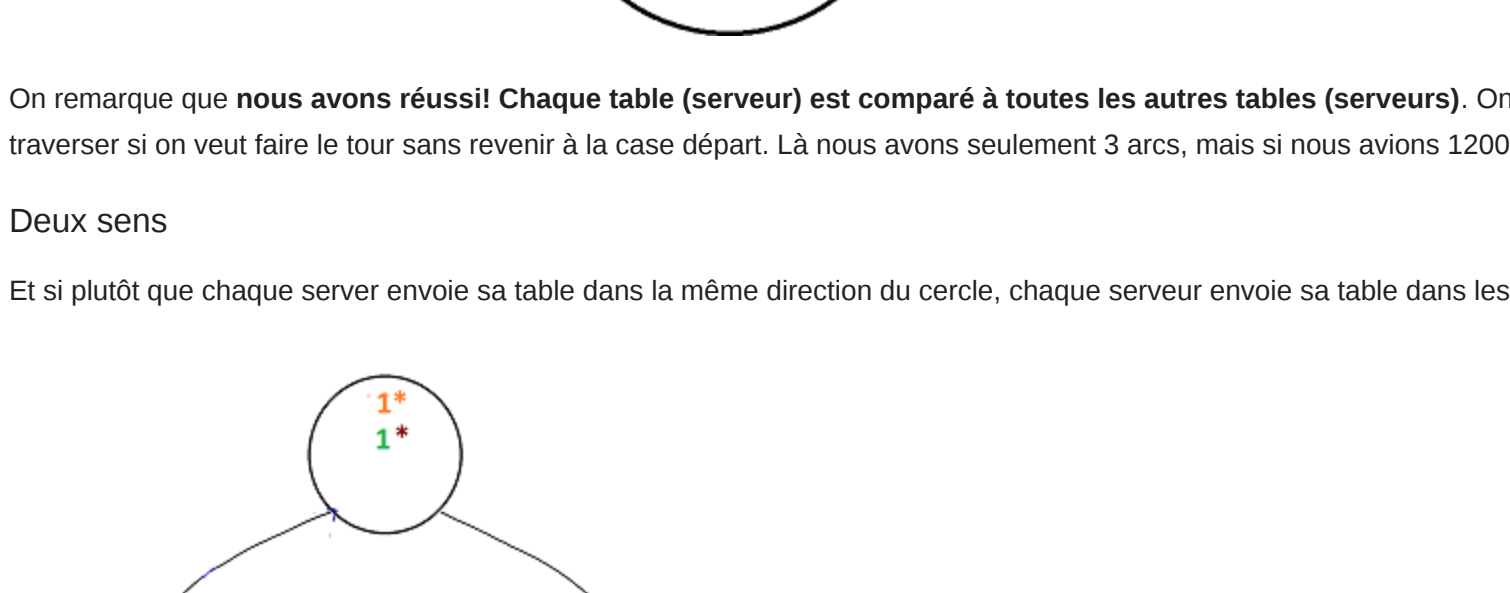 On remarque que nous avons réussi! Chaque table (serveur) est comparé à toutes les autres tables (serveurs). On
traverser si on veut faire le tour sans revenir à la case départ. Là nous avons seulement 3 arcs, mais si nous avions 1200
Deux sens
Et si plutôt que chaque server envoie sa table dans la même direction du cercle, chaque serveur envoie sa table dans les
1*
1*